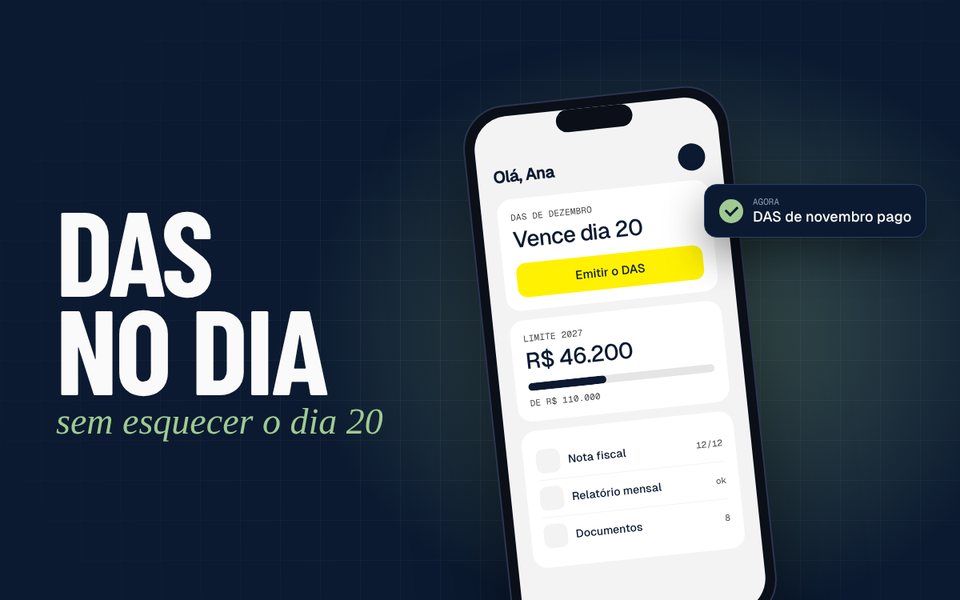 DAS
NO DIA
sem esquecer o dia 20
Olá, Ana
DAS DE DEZEMBRO
Vence dia 20
Emitir o DAS
AGORA
DAS de novembro pago
LIMITE 2027
R$ 46.200
DE R$ 110.000
Nota fiscal 12/12
Relatório mensal ok
Documentos 8